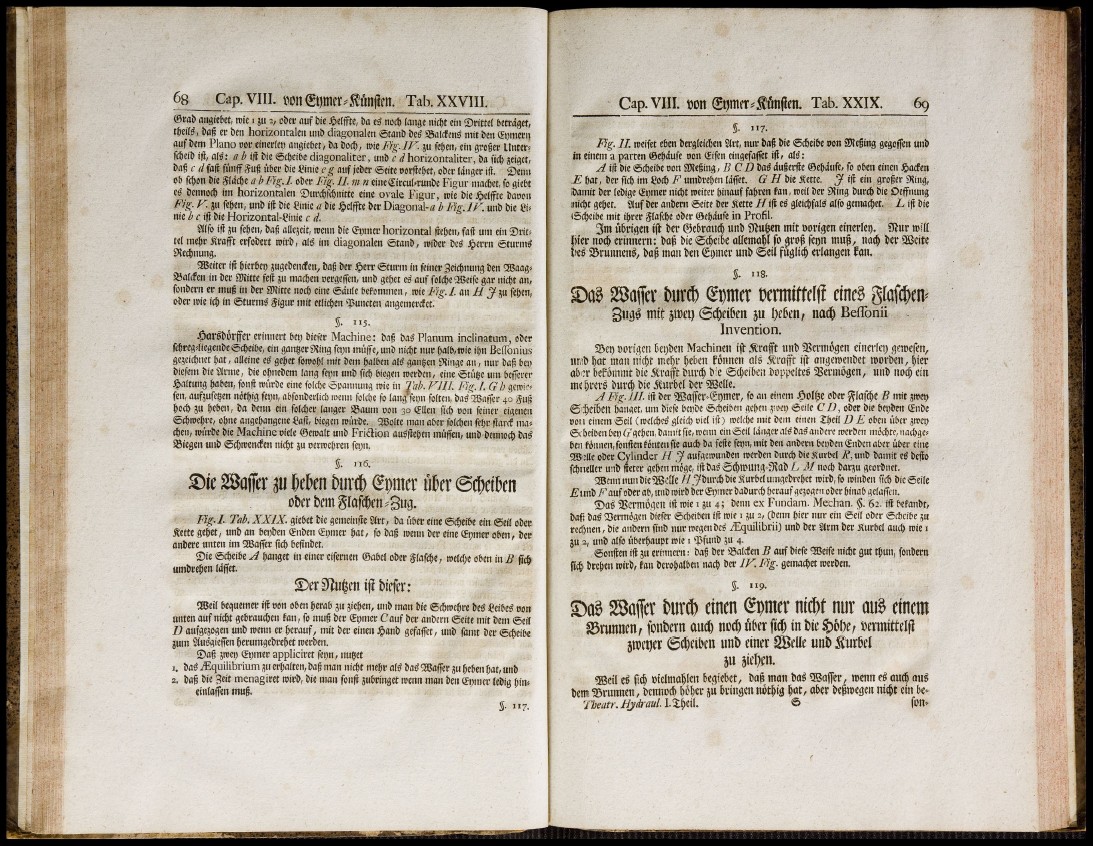 68 Cap. VIII. von Eymer-Künsten. Tab. XXVIII.
Grad angiebet, wie 1 zu 2, oder auf die Helffte, da es noch lange nicht ein Drittel beträget,
theils, daß er den horizontalen und diagonalen Stand des Balckens mit den Eymern
auf dem Plano vor einerley angiebet, da doch, wie Fig. IV. zu sehen, ein großer Unter-
scheid ist, als: a b ist die Scheibe diagonaliter, und c d horizontaliter, da sich zeiget,
daß c d fast fünff Fuß über die Linie e g auf jeder Seite vorstehet, oder länger ist. Denn
ob schon die Fläche a b Fig. I. oder Fig. II. m n eine Circul-runde Figur machet, so giebt
es dennoch im horizontalen Durchschnitte eine ovale Figur, wie die Helffte davon
Fig. V. zu sehen, und ist die Linie a die Helffte der Diagonal-a b Fig. IV. und die Li-
nie b c ist die Horizontal-Linie c d.
Also ist zu sehen, daß allezeit, wenn die Eymer horizontal stehen, fast um ein Drit-
tel mehr Krafft erfodert wird, als im diagonalen Stand, wider des Herrn Sturms
Rechnung.
Weiter ist hierbey zugedencken, daß der Herr Sturm in seiner Zeichnung den Waag-
Balcken in der Mitte fest zu machen vergessen, und gehet es auf solche Weise gar nicht an,
sondern er muß in der Mitte noch eine Säule bekommen, wie Fig. I. an H J zu sehen,
oder wie ich in Sturms Figur mit etlichen Puncten angemercket.
§. 115.
Harsdörffer erinnert bey dieser Machine: daß das Planum inclinatum, oder
schreg-liegende Scheibe, ein gantzer Ring seyn müsse, und nicht nur halb, wie ihn Bessonius
gezeichnet hat, alleine es gehet sowohl mit dem halben als gantzen Ringe an, nur daß bey
diesem die Arme, die ohnedem lang seyn und sich biegen werden, eine Stütze um besserer
Haltung haben, sonst würde eine solche Spannung wie in Tab. VIII. Fig. I. G h gewie-
sen, aufzusetzen nöthig seyn, absonderlich wenn solche so lang seyn solten, das Wasser 40 Fuß
hoch zu heben, da denn ein solcher langer Baum von 30 Ellen sich von seiner eigenen
Schwehre, ohne angehangene Last, biegen würde. Wolte man aber solchen sehr starck ma-
chen, würde die Machine viele Gewalt und Friction ausstehen müssen, und dennoch das
Biegen und Schwencken nicht zu verwehren seyn.
§. 116.
Die Wasser zu heben durch Eymer über Scheiben
oder dem Flaschen-Zug.
Fig. I. Tab. XXIX. giebet die gemeinste Art, da über eine Scheibe ein Seil oder
Kette gehet, und an beyden Enden Eymer hat, so daß wenn der eine Eymer oben, der
andere unten im Wasser sich befindet.
Die Scheibe A hanget in einer eisernen Gabel oder Flasche, welche oben in B sich
umdrehen lässet.
Der Nutzen ist dieser:
Weil bequemer ist von oben herab zu ziehen, und man die Schwehre des Leibes von
unten auf nicht gebrauchen kan, so muß der Eymer C auf der andern Seite mit dem Seil
D aufgezogen und wenn er herauf, mit der einen Hand gefasset, und samt der Scheibe
zum Ausgiessen herumgedrehet werden.
Daß zwey Eymer appliciret seyn, nutzet
1. das Æquilibrium zu erhalten, daß man nicht mehr als das Wasser zu heben hat, und
2. daß die Zeit menagiret wird, die man sonst zubringet wenn man den Eymer ledig hin-
einlassen muß.
§. 117.
Cap. VIII. von Eymer-Künsten. Tab. XXIX. 69
§. 117.
Fig. II. weiset eben dergleichen Art, nur daß die Scheibe von Meßing gegossen und
in einem a parten Gehäuse von Eisen eingefasset ist, als:
A ist die Scheibe von Meßing, B C D das äußerste Gehäuse, so oben einen Hacken
E hat, der sich im Loch F umdrehen lässet. G H die Kette. J ist ein großer Ring,
damit der ledige Eymer nicht weiter hinauf fahren kan, weil der Ring durch die Oeffnung
nicht gehet. Auf der andern Seite der Kette H ist es gleichfals also gemachet. L ist die
Scheibe mit ihrer Flasche oder Gehäuse in Profil.
Im übrigen ist der Gebrauch und Nutzen mit vorigen einerley. Nur will
hier noch erinnern: daß die Scheibe allemahl so groß seyn muß, nach der Weite
des Brunnens, daß man den Eymer und Seil füglich erlangen kan.
§. 118.
Das Wasser durch Eymer vermittelst eines Flaschen-
Zugs mit zwey Scheiben zu heben, nach Bessonii
Invention.
Bey vorigen beyden Machinen ist Krafft und Vermögen einerley gewesen,
und hat man nicht mehr heben können als Krafft ist angewendet worden, hier
aber bekömmt die Krafft durch die Scheiben doppeltes Vermögen, und noch ein
mehrers durch die Kurbel der Welle.
A Fig. III. ist der Wasser-Eymer, so an einem Holtze oder Flasche B mit zwey
Scheiben hanget, um diese beyde Scheiben gehen zwey Seile C D, oder die beyden Ende
von einem Seil (welches gleich viel ist) welche mit dem einen Theil D E oben über zwey
Scheiben bey G gehen, damit sie, wenn ein Seil länger als das andere werden möchte, nachge-
ben können, sonsten könten sie auch da feste seyn, mit den andern beyden Enden aber über eine
Welle oder Cylinder H J aufgewunden werden durch die Kurbel K, und damit es desto
schneller und steter gehen möge, ist das Schwung-Rad L M noch darzu geordnet.
Wenn nun die Welle H J durch die Kurbel umgedrehet wird, so winden sich die Seile
E und F auf oder ab, und wird der Eymer dadurch herauf gezogen oder hinab gelassen.
Das Vermögen ist wie 1 zu 4; denn ex Fundam. Mechan. §. 62. ist bekandt,
daß das Vermögen dieser Scheiben ist wie 1 zu 2, (denn hier nur ein Seil oder Scheibe zu
rechnen, die andern sind nur wegen des Æquilibrii) und der Arm der Kurbel auch wie 1
zu 2, und also überhaupt wie 1 Pfund zu 4.
Sonsten ist zu erinnern: daß der Balcken B auf diese Weise nicht gut thun, sondern
sich drehen wird, kan derohalben nach der IV. Fig. gemachet werden.
§. 119.
Das Wasser durch einen Eymer nicht nur aus einem
Brunnen, sondern auch noch über sich in die Höhe, vermittelst
zweyer Scheiben und einer Welle und Kurbel
zu ziehen.
Weil es sich vielmahlen begiebet, daß man das Wasser, wenn es auch aus
dem Brunnen, dennoch höher zu bringen nöthig hat, aber deßwegen nicht ein be-
Theatr. Hydraul. I. Theil. S son-